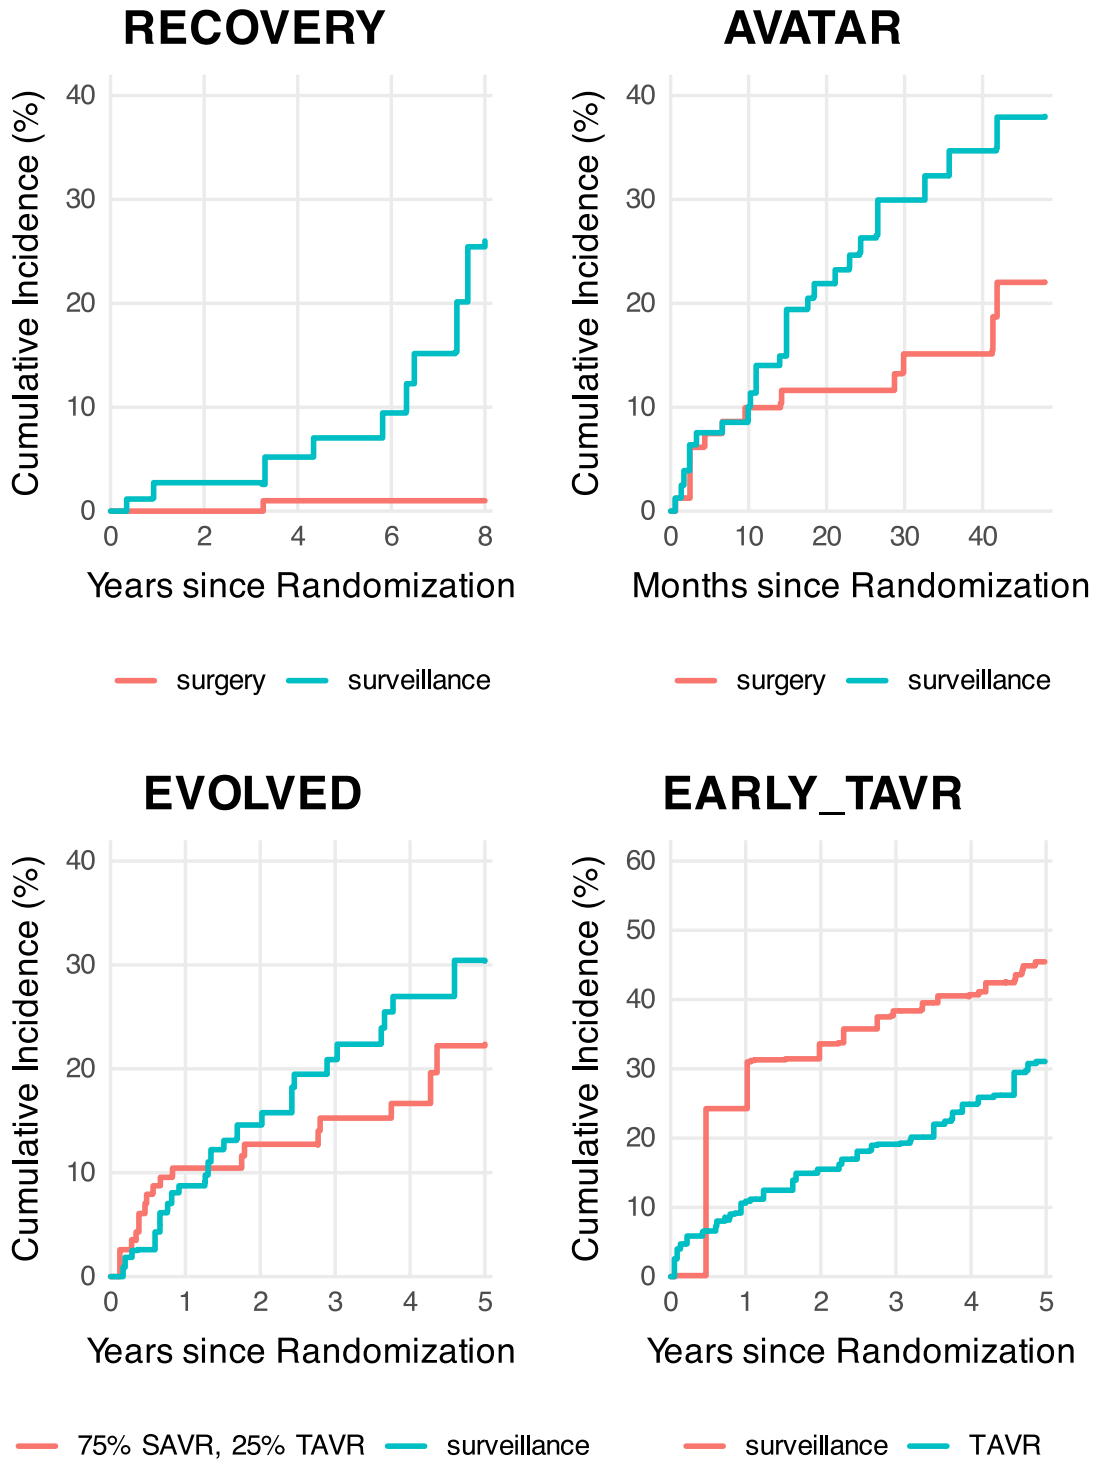 RECOVERY
Cumulative Incidence (%)
40
30
20
10
0
0 2 4 6 8
Years since Randomization
surgery surveillance
AVATAR
Cumulative Incidence (%)
40
30
20
10
0
0 10 20 30 40
Months since Randomization
surgery surveillance
EVOLVED
Cumulative Incidence (%)
40
30
20
10
0
0 1 2 3 4 5
Years since Randomization
75% SAVR, 25% TAVR surveillance
EARLY_TAVR
Cumulative Incidence (%)
60
50
40
30
20
10
0
0 1 2 3 4 5
Years since Randomization
surveillance TAVR